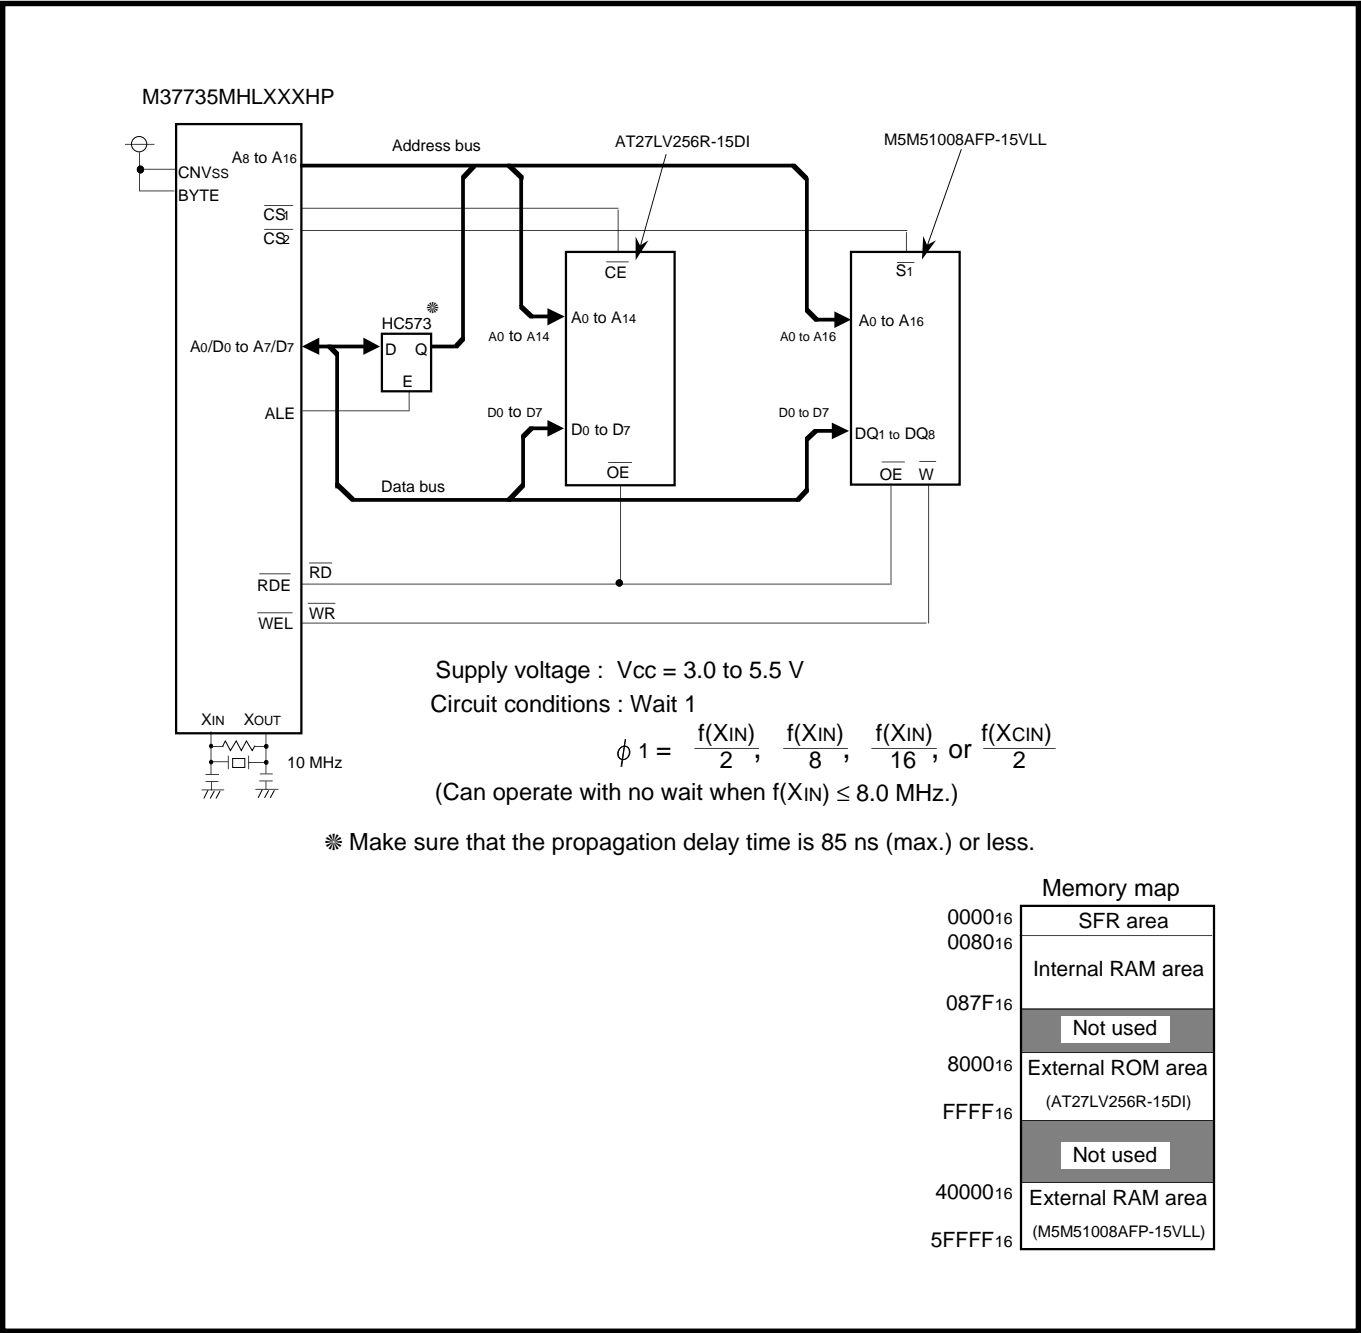 M37735MHLXXXHP
Address bus
AT27LV256R-15DI
M5M51008AFP-15VLL
A8 to A16
CNVSS
BYTE
CS1
CS2
CE
S1
HC573
A0 to A14
A0 to A14
A0 to A16
A0 to A16
A0/D0 to A7/D7
D Q
E
ALE
D0 to D7
D0 to D7
D0 to D7
DQ1 to DQ8
OE
OE W
Data bus
RDE
RD
WEL
WR
Supply voltage : Vcc = 3.0 to 5.5 V
Circuit conditions : Wait 1
XIN XOUT
10 MHz
ϕ 1 = f(XIN)/2, f(XIN)/8, f(XIN)/16, or f(XCIN)/2
(Can operate with no wait when f(XIN) ≤ 8.0 MHz.)
❋ Make sure that the propagation delay time is 85 ns (max.) or less.
Memory map
000016
SFR area
008016
Internal RAM area
087F16
Not used
800016
External ROM area
(AT27LV256R-15DI)
FFFF16
Not used
4000016
External RAM area
(M5M51008AFP-15VLL)
5FFFF16